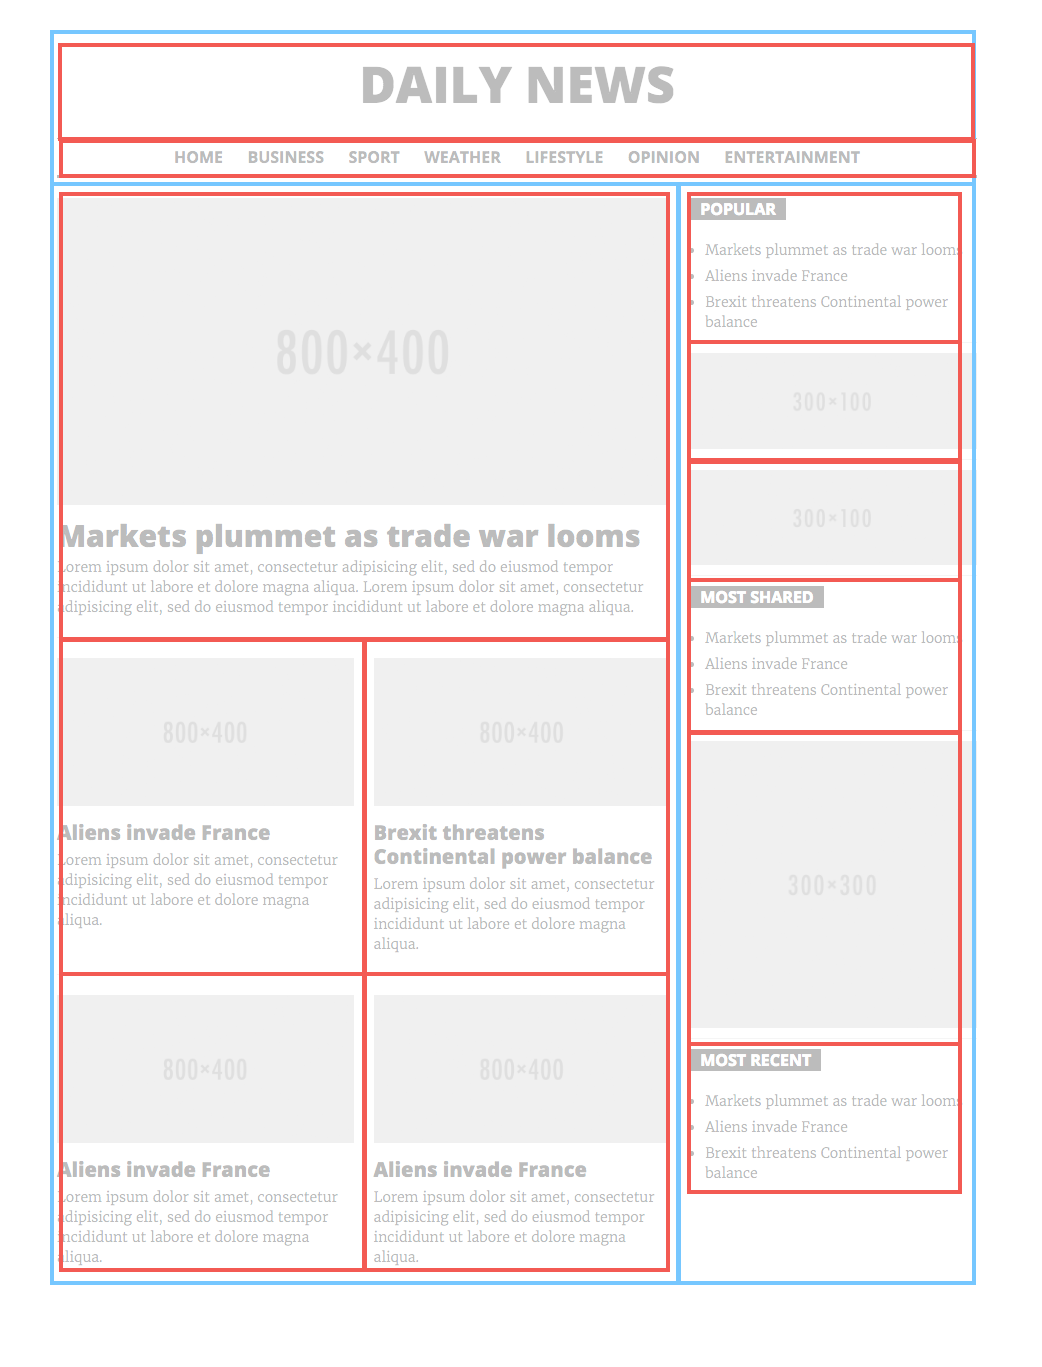 DAILY NEWS
HOME BUSINESS SPORT WEATHER LIFESTYLE OPINION ENTERTAINMENT
800×400
Markets plummet as trade war looms
Lorem ipsum dolor sit amet, consectetur adipisicing elit, sed do eiusmod tempor
incididunt ut labore et dolore magna aliqua. Lorem ipsum dolor sit amet, consectetur
adipisicing elit, sed do eiusmod tempor incididunt ut labore et dolore magna aliqua.
800×400
Aliens invade France
Lorem ipsum dolor sit amet, consectetur
adipisicing elit, sed do eiusmod tempor
incididunt ut labore et dolore magna
aliqua.
800×400
Brexit threatens
Continental power balance
Lorem ipsum dolor sit amet, consectetur
adipisicing elit, sed do eiusmod tempor
incididunt ut labore et dolore magna
aliqua.
800×400
Aliens invade France
Lorem ipsum dolor sit amet, consectetur
adipisicing elit, sed do eiusmod tempor
incididunt ut labore et dolore magna
aliqua.
800×400
Aliens invade France
Lorem ipsum dolor sit amet, consectetur
adipisicing elit, sed do eiusmod tempor
incididunt ut labore et dolore magna
aliqua.
POPULAR
Markets plummet as trade war looms
Aliens invade France
Brexit threatens Continental power
balance
300×100
300×100
MOST SHARED
Markets plummet as trade war looms
Aliens invade France
Brexit threatens Continental power
balance
300×300
MOST RECENT
Markets plummet as trade war looms
Aliens invade France
Brexit threatens Continental power
balance